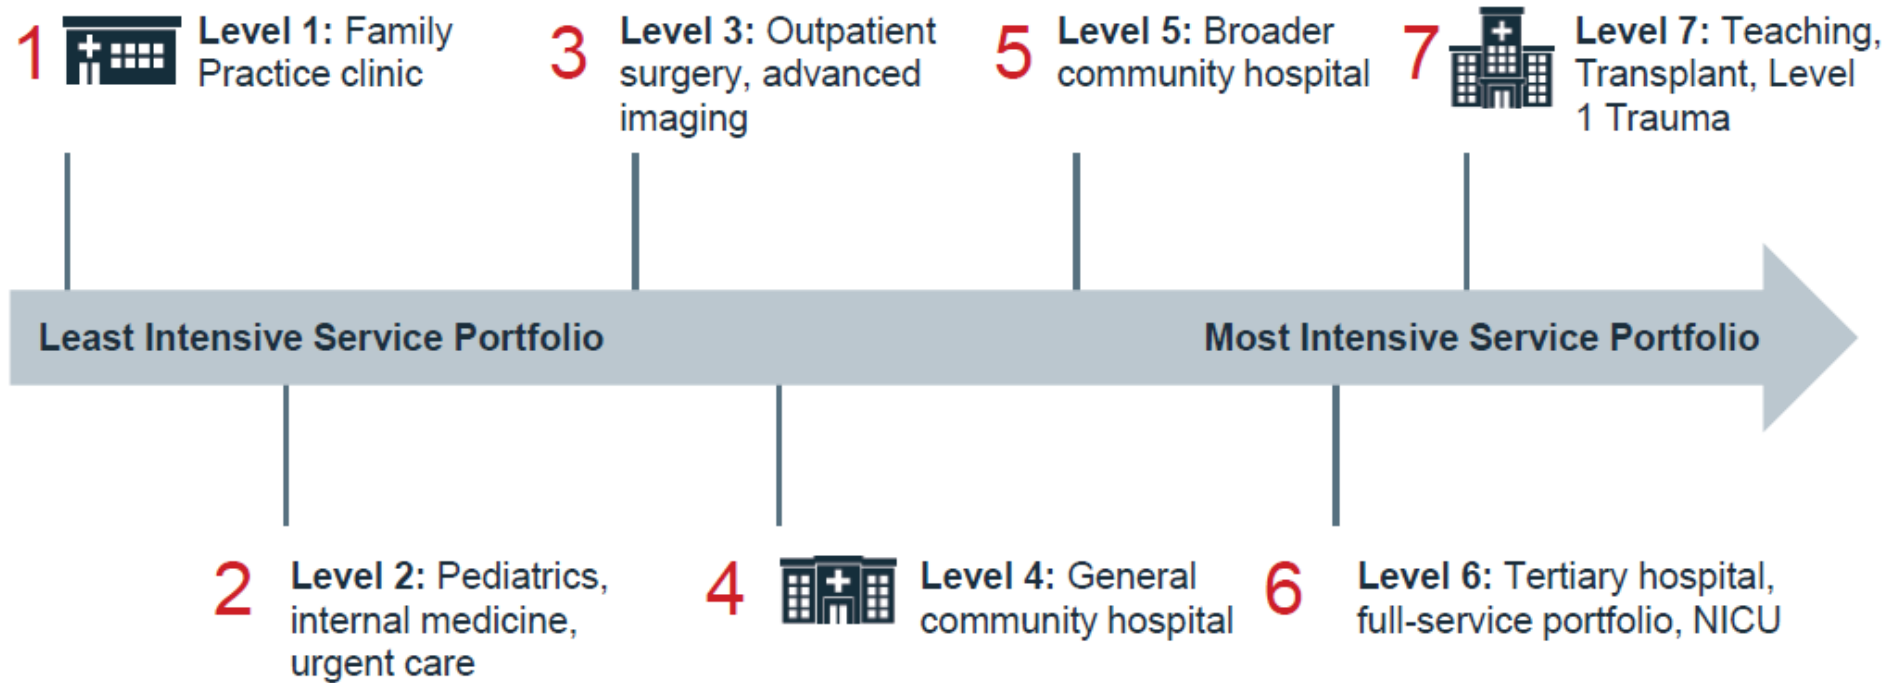 1
Level 1: Family
Practice clinic
3
Level 3: Outpatient
surgery, advanced
imaging
5
Level 5: Broader
community hospital
7
Level 7: Teaching,
Transplant, Level
1 Trauma
Least Intensive Service Portfolio
Most Intensive Service Portfolio
2
Level 2: Pediatrics,
internal medicine,
urgent care
4
Level 4: General
community hospital
6
Level 6: Tertiary hospital,
full-service portfolio, NICU